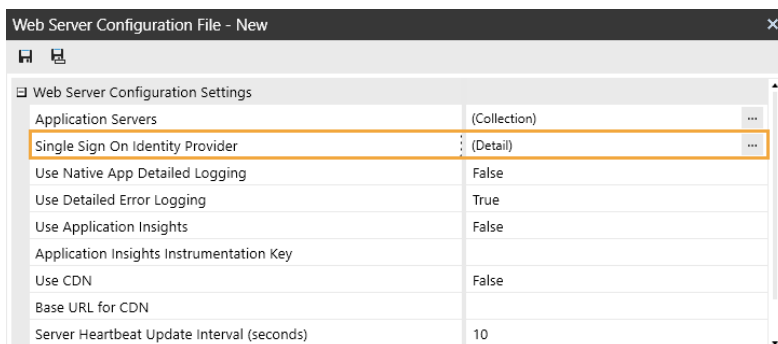 Web Server Configuration File - New
Web Server Configuration Settings
Application Servers (Collection) ...
Single Sign On Identity Provider (Detail) ...
Use Native App Detailed Logging False
Use Detailed Error Logging True
Use Application Insights False
Application Insights Instrumentation Key
Use CDN False
Base URL for CDN
Server Heartbeat Update Interval (seconds) 10